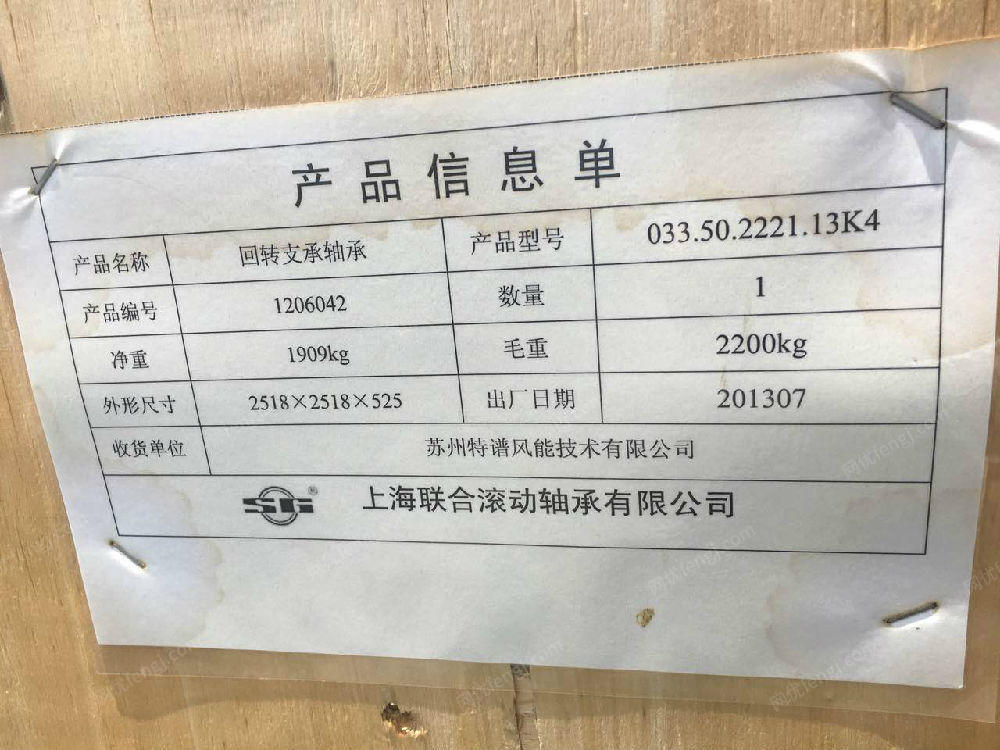 产品信息单
产品名称 回转支承轴承 产品型号 033.50.2221.13K4
产品编号 1206042 数量 1
净重 1909kg 毛重 2200kg
外形尺寸 2518×2518×525 出厂日期 201307
收货单位 苏州特谱风能技术有限公司
SG® 上海联合滚动轴承有限公司